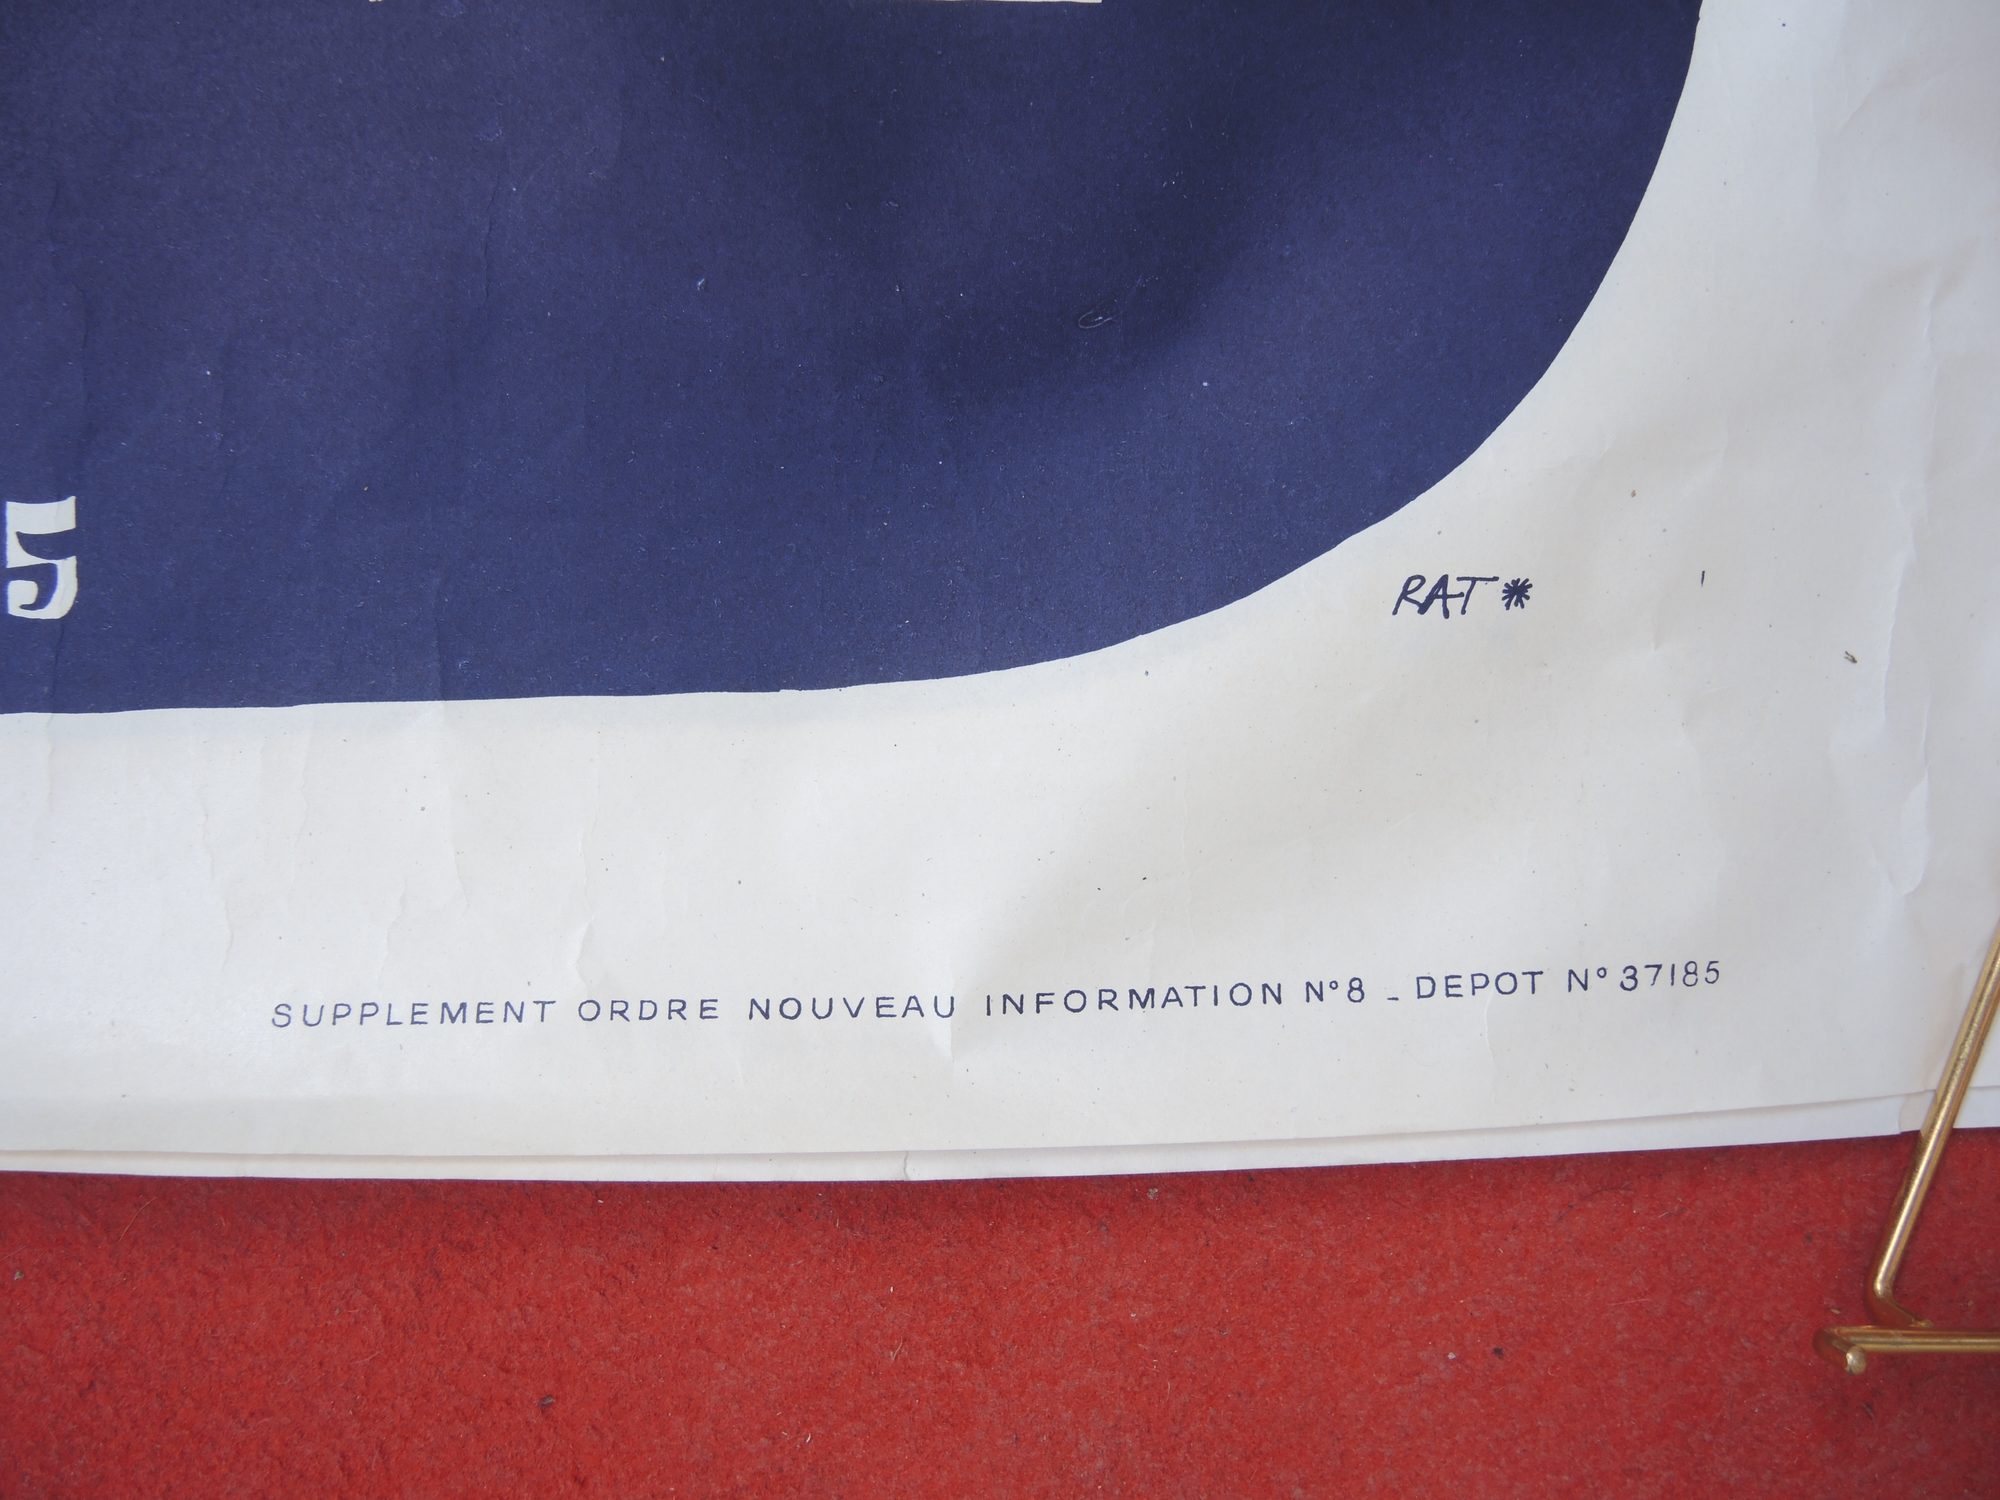 5
RAT *
SUPPLEMENT ORDRE NOUVEAU INFORMATION N°8 _ DEPOT N° 37185